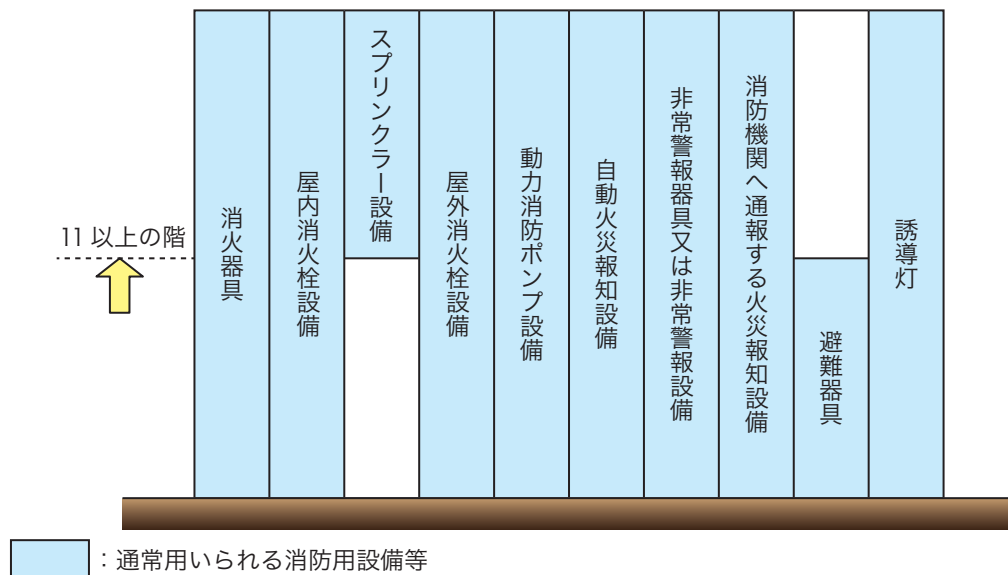 11 以上の階
消火器具
屋内消火栓設備
スプリンクラー設備
屋外消火栓設備
動力消防ポンプ設備
自動火災報知設備
非常警報器具又は非常警報設備
消防機関へ通報する火災報知設備
避難器具
誘導灯
：通常用いられる消防用設備等